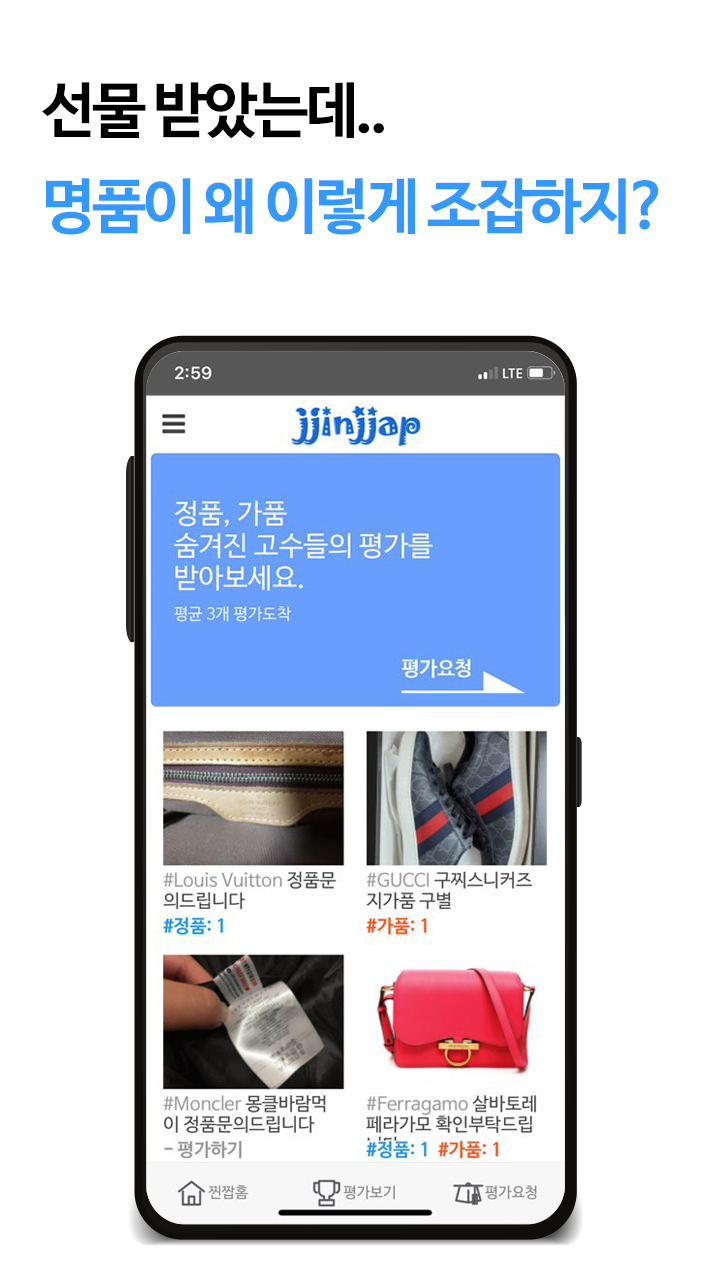 선물 받았는데..
명품이 왜 이렇게 조잡하지?
2:59
LTE
jjinjjap
정품, 가품
숨겨진 고수들의 평가를
받아보세요.
평균 3개 평가도착
평가요청
#Louis Vuitton 정품문
의드립니다
#정품: 1
#GUCCI 구찌스니커즈
지가품 구별
#가품: 1
#Moncler 몽클바람먹
이 정품문의드립니다
- 평가하기
#Ferragamo 살바토레
페라가모 확인부탁드립
#정품: 1 #가품: 1
찐짭홈
평가보기
평가요청